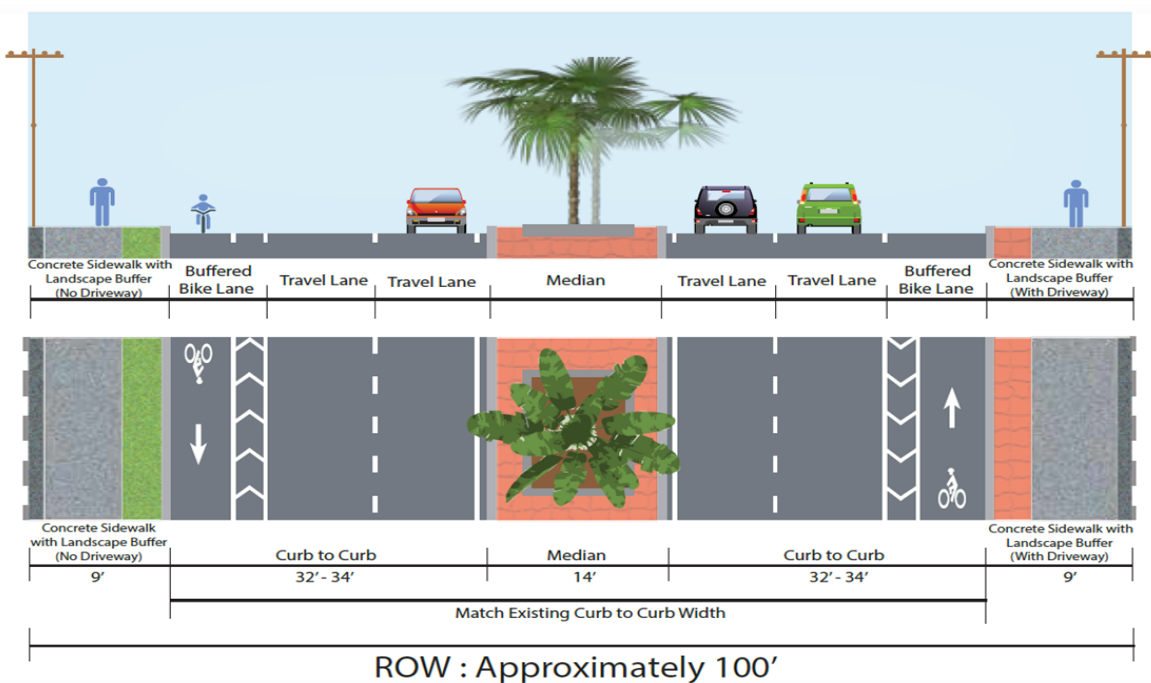 Concrete Sidewalk with
Landscape Buffer
(No Driveway)
Buffered
Bike Lane
Travel Lane
Travel Lane
Median
Travel Lane
Travel Lane
Buffered
Bike Lane
Concrete Sidewalk with
Landscape Buffer
(With Driveway)
Concrete Sidewalk
with Landscape Buffer
(No Driveway)
Curb to Curb
Median
Curb to Curb
Concrete Sidewalk with
Landscape Buffer
(With Driveway)
9’
32’ - 34’
14’
32’ - 34’
9’
Match Existing Curb to Curb Width
ROW : Approximately 100’